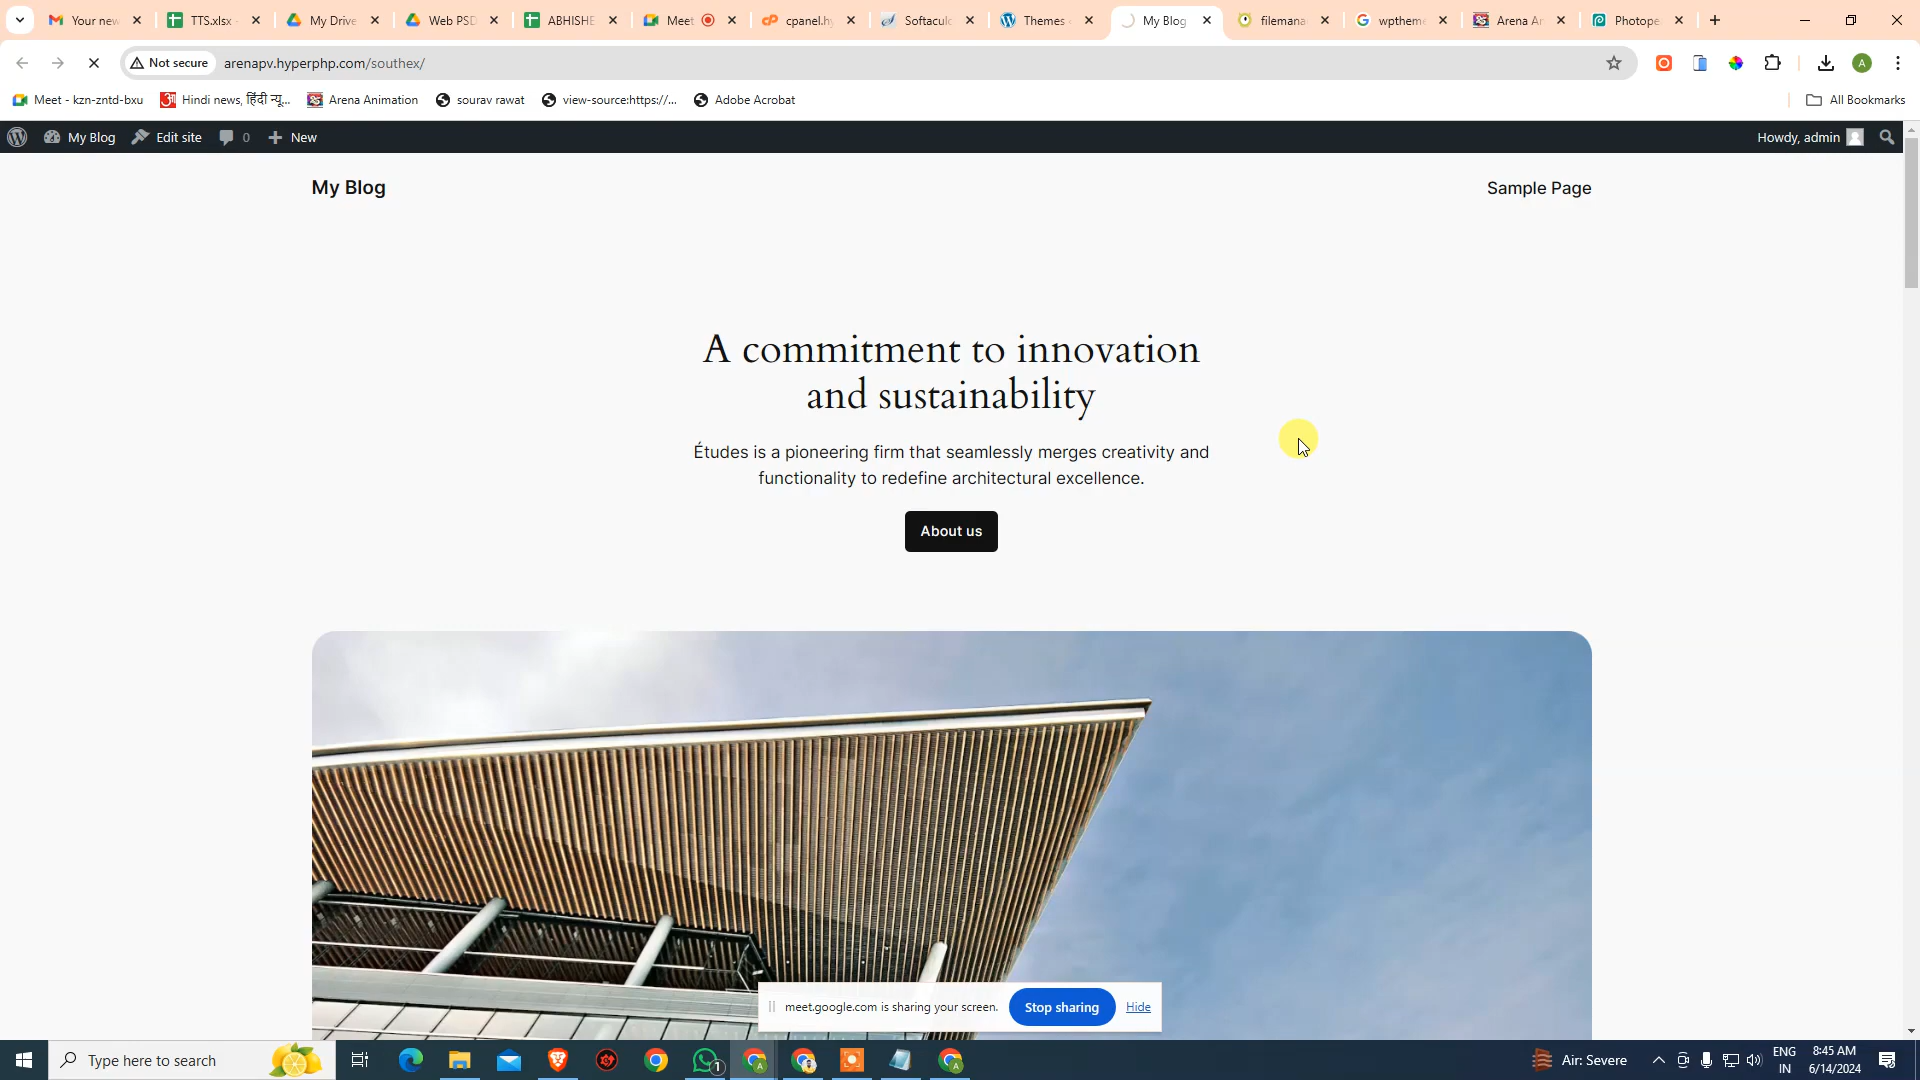 Your new
TTS.xlsx -
My Drive
Web PSD
ABHISHE
Meet
cpanel.hy
Softacul
Themes
My Blog
filemana
wptheme
Arena Ar
Photope
Not secure
arenapv.hyperphp.com/southex/
Meet - kzn-zntd-bxu
Hindi news, हिंदी न्यू...
Arena Animation
sourav rawat
view-source:https://...
Adobe Acrobat
All Bookmarks
My Blog
Edit site
0
New
Howdy, admin
My Blog
Sample Page
A commitment to innovation
and sustainability
Études is a pioneering firm that seamlessly merges creativity and
functionality to redefine architectural excellence.
About us
meet.google.com is sharing your screen.
Stop sharing
Hide
Type here to search
1
Air: Severe
ENG
IN
8:45 AM
6/14/2024